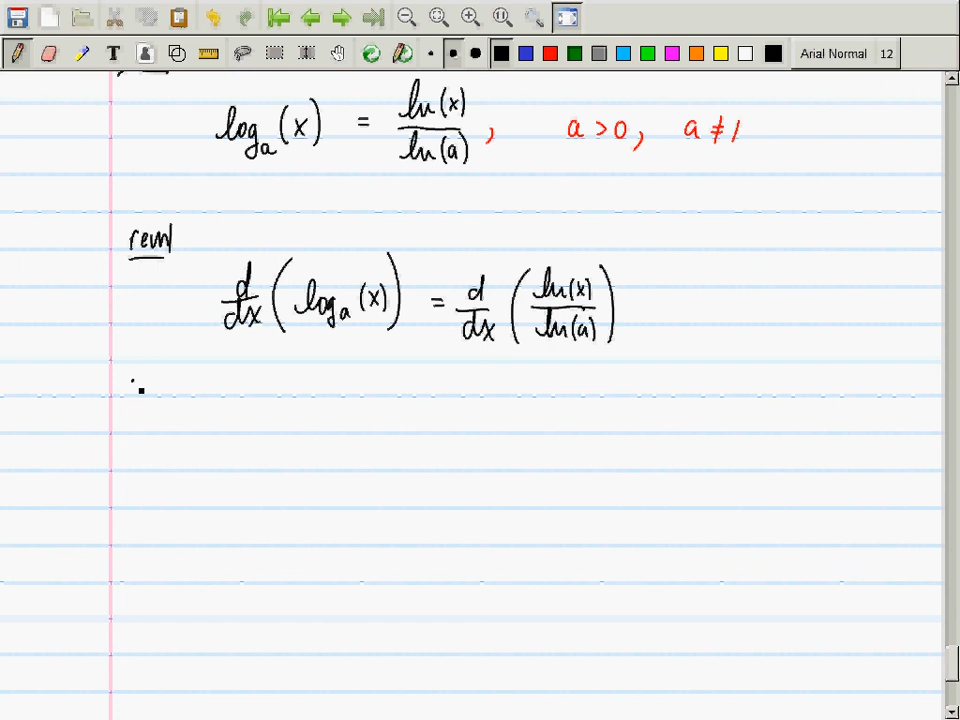 Arial Normal 12
log_a(x) = ln(x)/ln(a), a > 0, a ≠ 1
rem
d/dx (log_a(x)) = d/dx (ln(x)/ln(a))